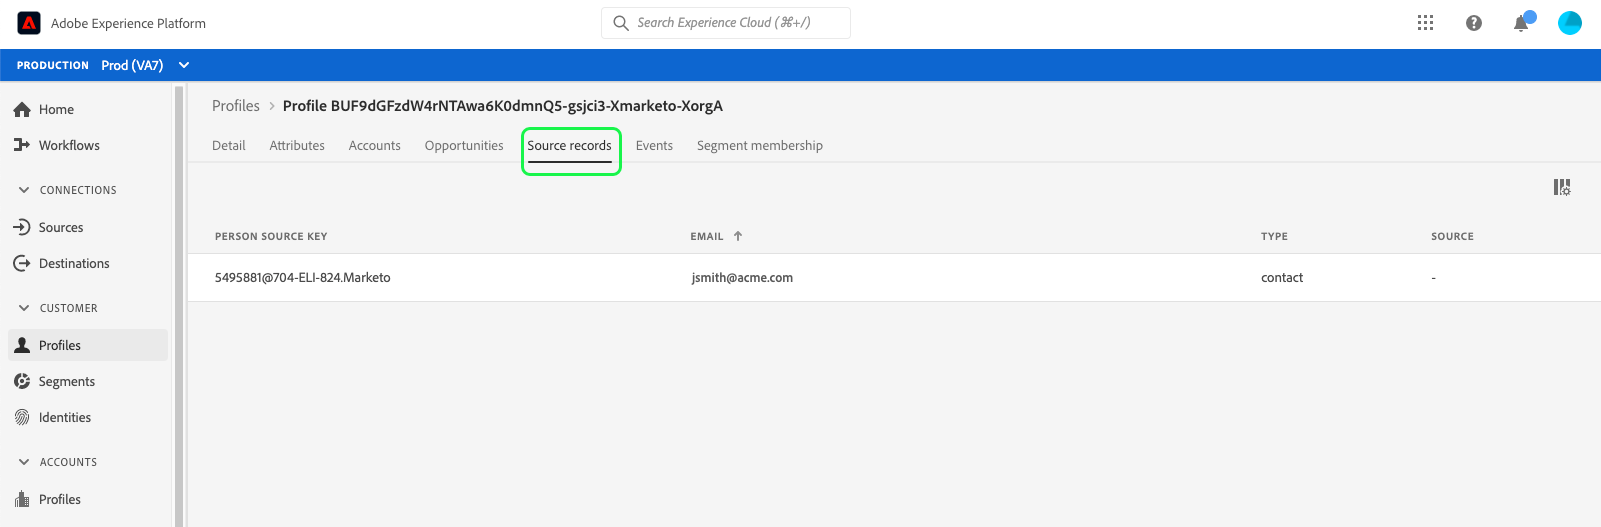 Adobe Experience Platform
Search Experience Cloud (⌘+/)
PRODUCTION Prod (VA7)
Home
Workflows
CONNECTIONS
Sources
Destinations
CUSTOMER
Profiles
Segments
Identities
ACCOUNTS
Profiles
Profiles > Profile BUF9dGFzdW4rNTAwa6K0dmnQ5-gsjci3-Xmarketo-XorgA
Detail Attributes Accounts Opportunities Source records Events Segment membership
PERSON SOURCE KEY EMAIL ↑ TYPE SOURCE
5495881@704-ELI-824.Marketo jsmith@acme.com contact -